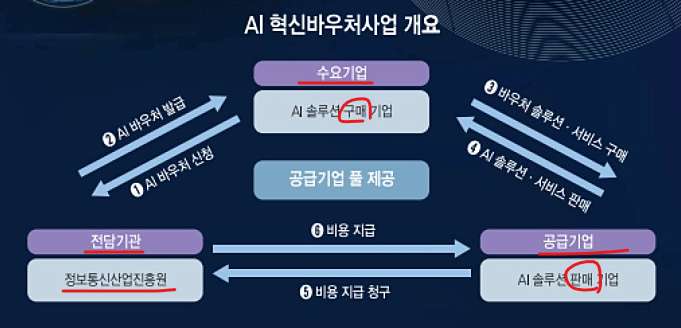 AI 혁신바우처사업 개요
수요기업
AI 솔루션 구매 기업
❷ AI 바우처 발급
❶ AI 바우처 신청
❸ 바우처 솔루션 · 서비스 구매
❹ AI 솔루션 · 서비스 판매
공급기업 풀 제공
전담기관
정보통신산업진흥원
❻ 비용 지급
❺ 비용 지급 청구
공급기업
AI 솔루션 판매 기업